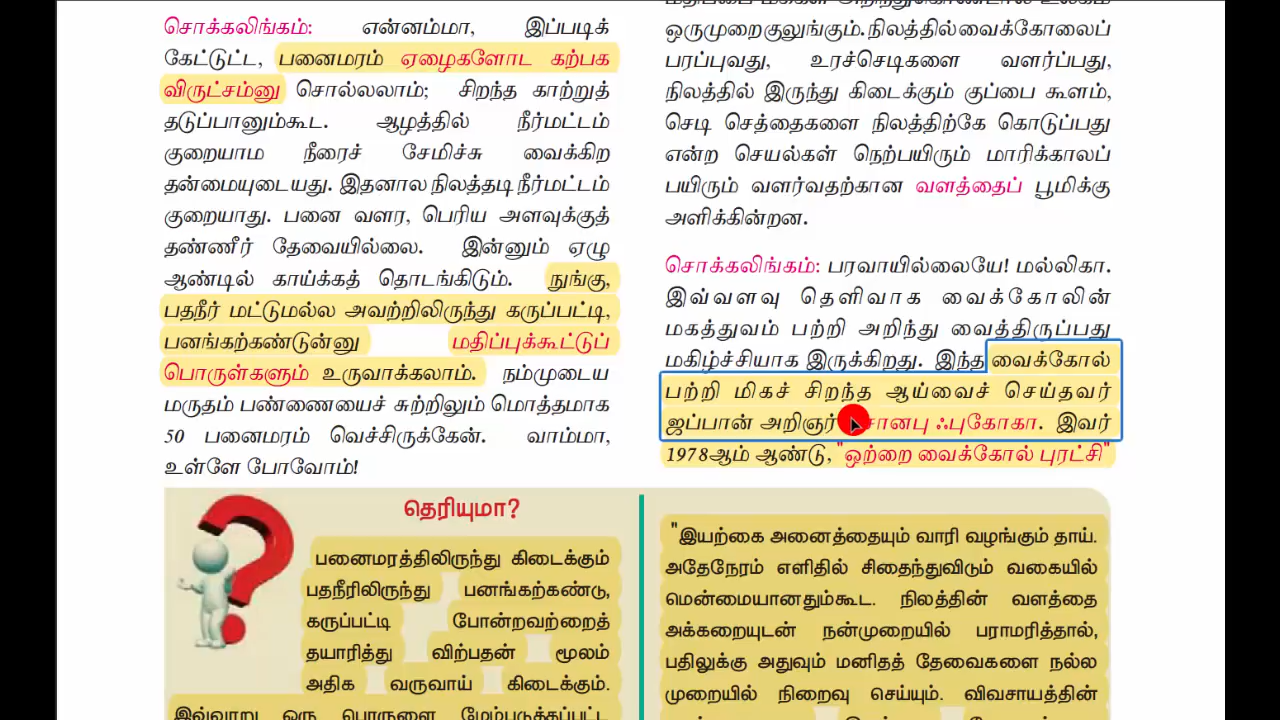 சொக்கலிங்கம்: என்னம்மா, இப்படிக்
கேட்டுட்ட, பனைமரம் ஏழைகளோட கற்பக
விருட்சம்னு சொல்லலாம்; சிறந்த காற்றுத்
தடுப்பானும்கூட. ஆழத்தில் நீர்மட்டம்
குறையாம நீரைச் சேமிச்சு வைக்கிற
தன்மையுடையது. இதனால நிலத்தடி நீர்மட்டம்
குறையாது. பனை வளர, பெரிய அளவுக்குத்
தண்ணீர் தேவையில்லை. இன்னும் ஏழு
ஆண்டில் காய்க்கத் தொடங்கிடும். நுங்கு,
பதநீர் மட்டுமல்ல அவற்றிலிருந்து கருப்பட்டி,
பனங்கற்கண்டுன்னு மதிப்புக்கூட்டுப்
பொருள்களும் உருவாக்கலாம். நம்முடைய
மருதம் பண்ணையைச் சுற்றிலும் மொத்தமாக
50 பனைமரம் வெச்சிருக்கேன். வாம்மா,
உள்ளே போவோம்!
ஒருமுறை குலுங்கும். நிலத்தில் வைக்கோலைப்
பரப்புவது, உரச்செடிகளை வளர்ப்பது,
நிலத்தில் இருந்து கிடைக்கும் குப்பை கூளம்,
செடி செத்தைகளை நிலத்திற்கே கொடுப்பது
என்ற செயல்கள் நெற்பயிரும் மாரிக்காலப்
பயிரும் வளர்வதற்கான வளத்தைப் பூமிக்கு
அளிக்கின்றன.
சொக்கலிங்கம்: பரவாயில்லையே! மல்லிகா.
இவ்வளவு தெளிவாக வைக்கோலின்
மகத்துவம் பற்றி அறிந்து வைத்திருப்பது
மகிழ்ச்சியாக இருக்கிறது. இந்த வைக்கோல்
பற்றி மிகச் சிறந்த ஆய்வைச் செய்தவர்
ஜப்பான் அறிஞர் ஃபுகோகா. இவர்
1978ஆம் ஆண்டு, "ஒற்றை வைக்கோல் புரட்சி"
தெரியுமா?
பனைமரத்திலிருந்து கிடைக்கும்
பதநீரிலிருந்து பனங்கற்கண்டு,
கருப்பட்டி போன்றவற்றைத்
தயாரித்து விற்பதன் மூலம்
அதிக வருவாய் கிடைக்கும்.
இவ்வாறு ஒரு பொருளை மேம்படுத்தப்பட்ட
"இயற்கை அனைத்தையும் வாரி வழங்கும் தாய்.
அதேநேரம் எளிதில் சிதைந்துவிடும் வகையில்
மென்மையானதும்கூட. நிலத்தின் வளத்தை
அக்கறையுடன் நன்முறையில் பராமரித்தால்,
பதிலுக்கு அதுவும் மனிதத் தேவைகளை நல்ல
முறையில் நிறைவு செய்யும். விவசாயத்தின்